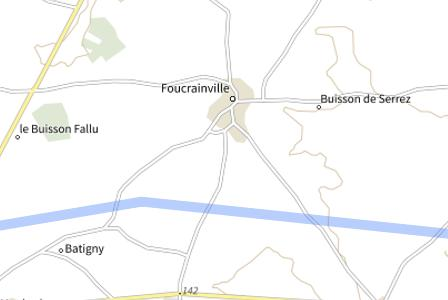 Foucrainville
Buisson de Serrez
le Buisson Fallu
Batigny
142